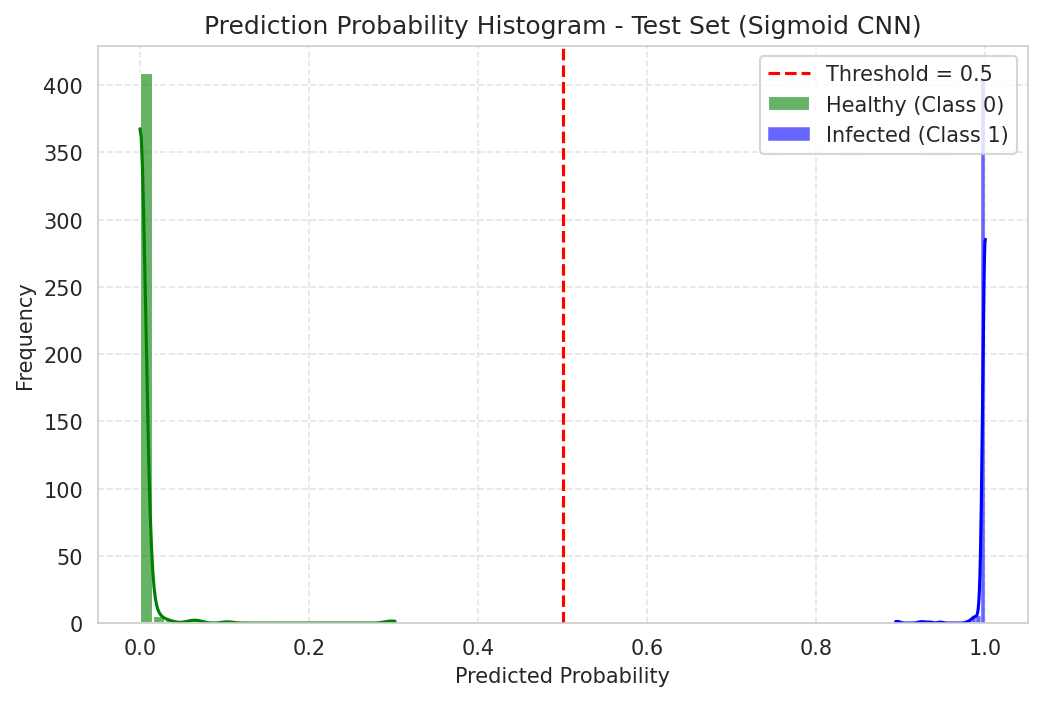 Prediction Probability Histogram - Test Set (Sigmoid CNN)
Threshold = 0.5
Healthy (Class 0)
Infected (Class 1)
Frequency
400
350
300
250
200
150
100
50
0
0.0 0.2 0.4 0.6 0.8 1.0
Predicted Probability